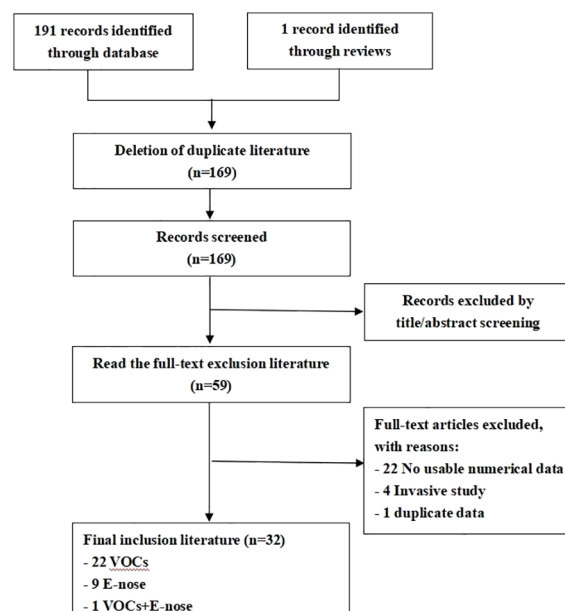 191 records identified
through database
1 record identified
through reviews
Deletion of duplicate literature
(n=169)
Records screened
(n=169)
Records excluded by
title/abstract screening
Read the full-text exclusion literature
(n=59)
Full-text articles excluded,
with reasons:
- 22 No usable numerical data
- 4 Invasive study
- 1 duplicate data
Final inclusion literature (n=32)
- 22 VOCs
- 9 E-nose
- 1 VOCs+E-nose